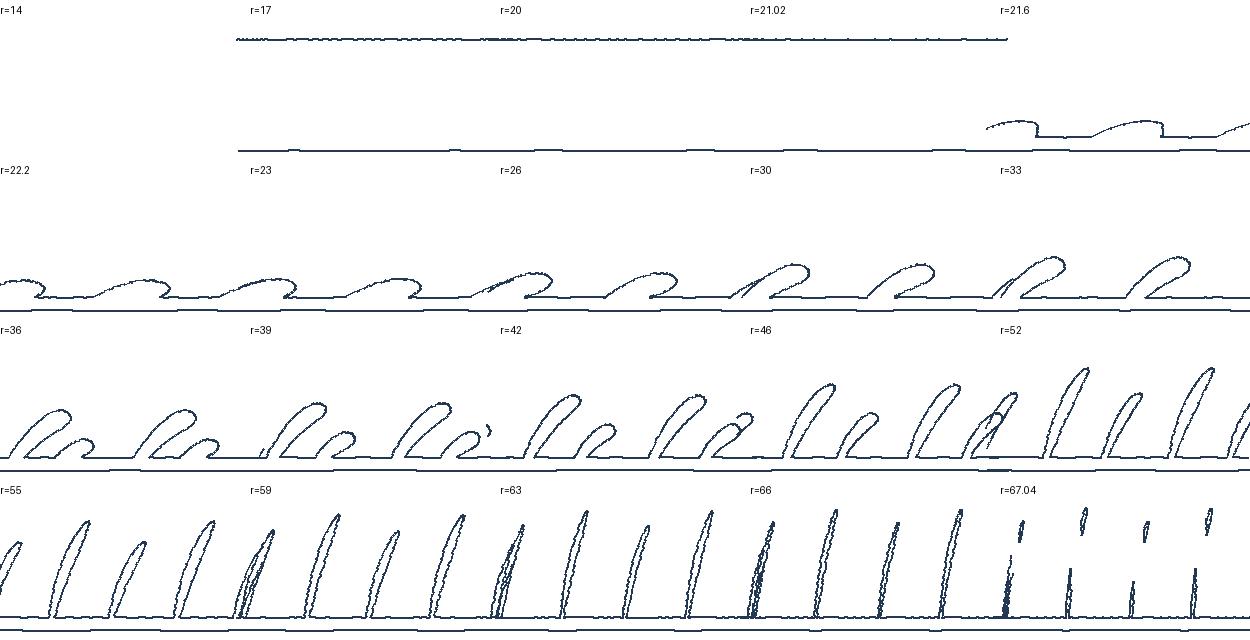 r=14 r=17 r=20 r=21.02 r=21.6
r=22.2 r=23 r=26 r=30 r=33
r=36 r=39 r=42 r=46 r=52
r=55 r=59 r=63 r=66 r=67.04